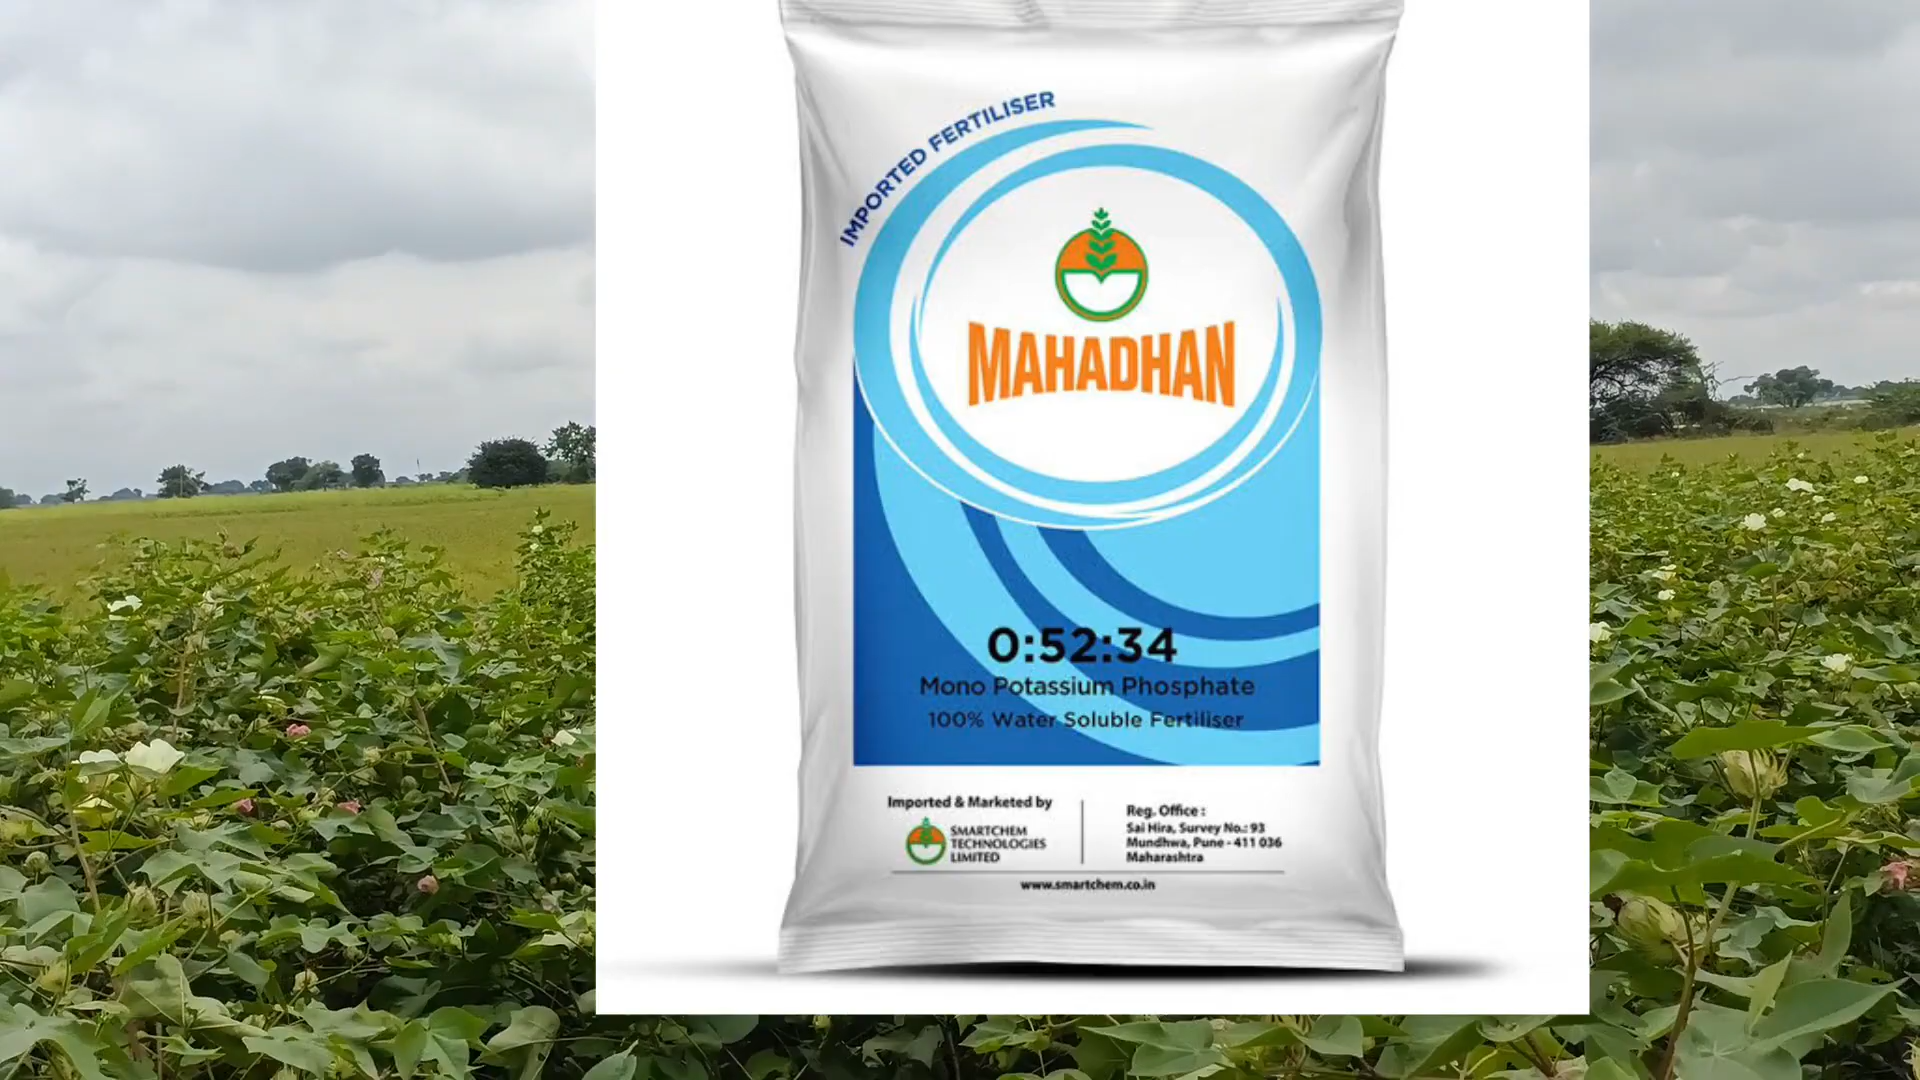 IMPORTED FERTILISER
MAHADHAN
0:52:34
Mono Potassium Phosphate
100% Water Soluble Fertiliser
Imported & Marketed by
SMARTCHEM
TECHNOLOGIES
LIMITED
Reg. Office :
Sai Hira, Survey No.: 93
Mundhwa, Pune - 411 036
Maharashtra
www.smartchem.co.in